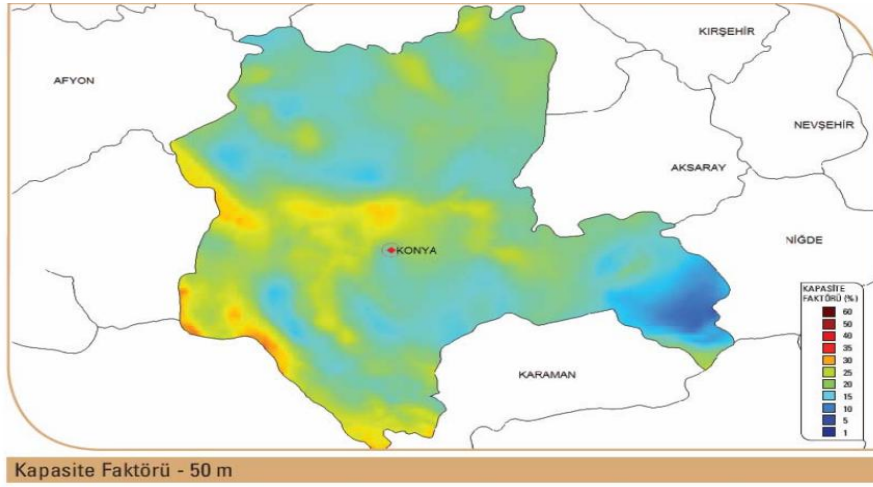 KIRŞEHİR
AFYON
NEVŞEHİR
AKSARAY
NİĞDE
KONYA
KARAMAN
KAPASİTE
FAKTÖRÜ (%)
60
50
40
35
30
25
20
15
10
5
1
Kapasite Faktörü - 50 m